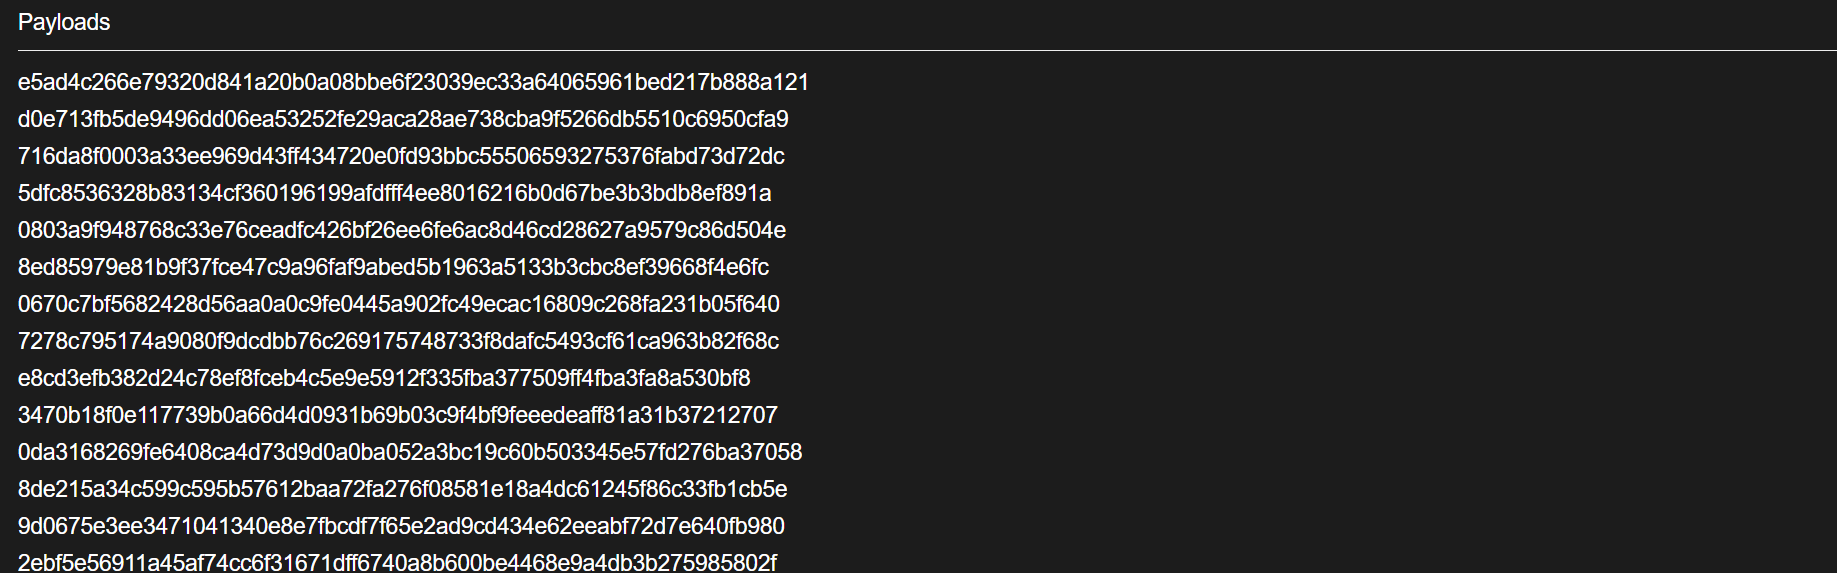 Payloads
e5ad4c266e79320d841a20b0a08bbe6f23039ec33a64065961bed217b888a121
d0e713fb5de9496dd06ea53252fe29aca28ae738cba9f5266db5510c6950cfa9
716da8f0003a33ee969d43ff434720e0fd93bbc55506593275376fabd73d72dc
5dfc8536328b83134cf360196199afdfff4ee8016216b0d67be3b3bdb8ef891a
0803a9f948768c33e76ceadfc426bf26ee6fe6ac8d46cd28627a9579c86d504e
8ed85979e81b9f37fce47c9a96faf9abed5b1963a5133b3cbc8ef39668f4e6fc
0670c7bf5682428d56aa0a0c9fe0445a902fc49ecac16809c268fa231b05f640
7278c795174a9080f9dcdbb76c269175748733f8dafc5493cf61ca963b82f68c
e8cd3efb382d24c78ef8fceb4c5e9e5912f335fba377509ff4fba3fa8a530bf8
3470b18f0e117739b0a66d4d0931b69b03c9f4bf9feeedeaff81a31b37212707
0da3168269fe6408ca4d73d9d0a0ba052a3bc19c60b503345e57fd276ba37058
8de215a34c599c595b57612baa72fa276f08581e18a4dc61245f86c33fb1cb5e
9d0675e3ee3471041340e8e7fbcdf7f65e2ad9cd434e62eeabf72d7e640fb980
2ebf5e56911a45af74cc6f31671dff6740a8b600be4468e9a4db3b275985802f